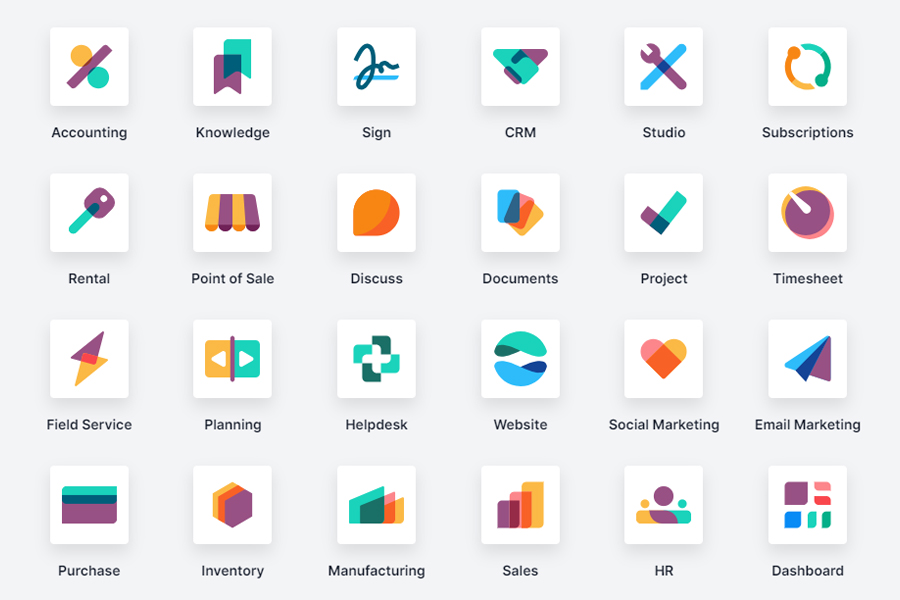 Accounting
Knowledge
Sign
CRM
Studio
Subscriptions
Rental
Point of Sale
Discuss
Documents
Project
Timesheet
Field Service
Planning
Helpdesk
Website
Social Marketing
Email Marketing
Purchase
Inventory
Manufacturing
Sales
HR
Dashboard